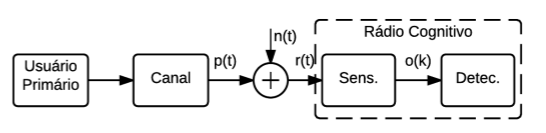 Rádio Cognitivo
n(t)
Usuário
Primário
Canal
p(t)
+
r(t)
Sens.
o(k)
Detec.